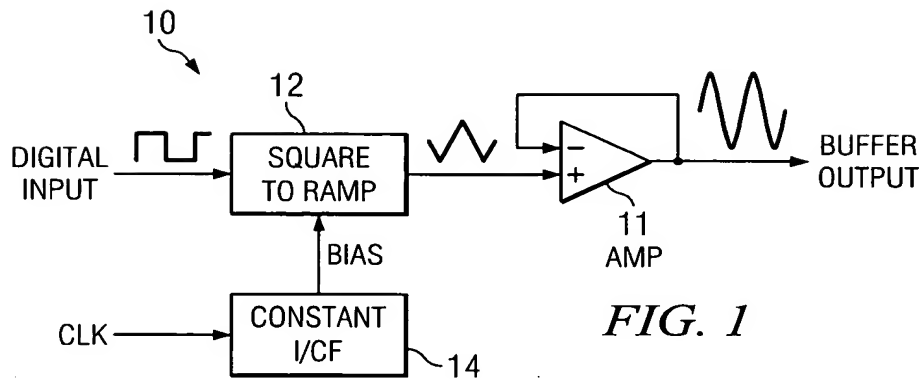 10
12
DIGITAL
INPUT
SQUARE
TO RAMP
−
+
11
AMP
BUFFER
OUTPUT
BIAS
CLK
CONSTANT
I/CF
14
FIG. 1